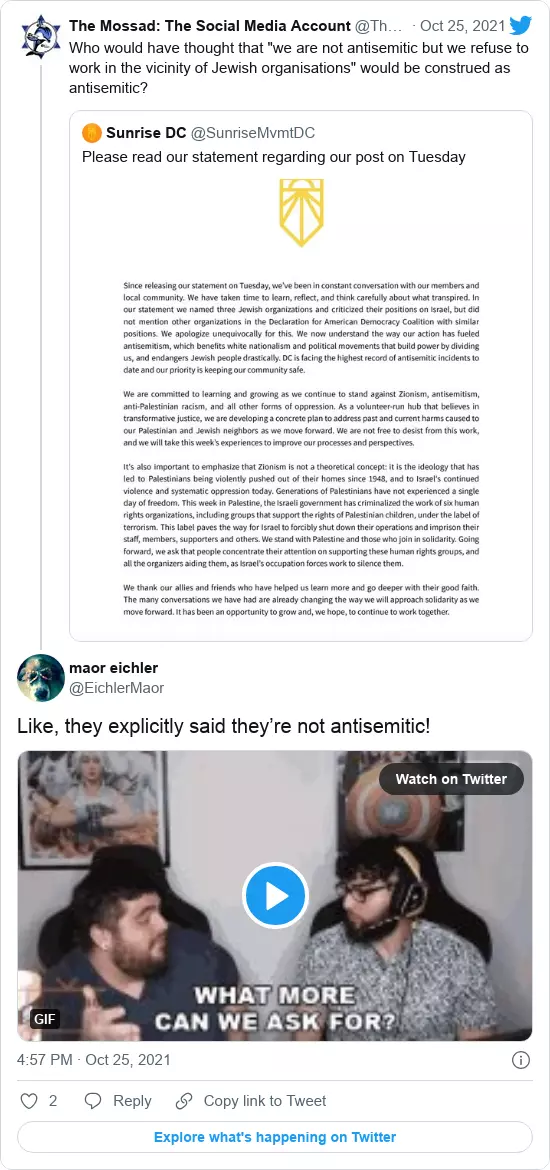 The Mossad: The Social Media Account @Th... · Oct 25, 2021
Who would have thought that "we are not antisemitic but we refuse to
work in the vicinity of Jewish organisations" would be construed as
antisemitic?
Sunrise DC @SunriseMvmtDC
Please read our statement regarding our post on Tuesday
Since releasing our statement on Tuesday, we've been in constant conversation with our members and
local community. We have taken time to learn, reflect, and think carefully about what transpired. In
our statement we named three Jewish organizations and criticized their positions on Israel, but did
not mention other organizations in the Declaration for American Democracy Coalition with similar
positions. We apologize unequivocally for this. We now understand the way our action has fueled
antisemitism, which benefits white nationalism and political movements that build power by dividing
us, and endangers Jewish people drastically. DC is facing the highest record of antisemitic incidents to
date and our priority is keeping our community safe.
We are committed to learning and growing as we continue to stand against Zionism, antisemitism,
anti-Palestinian racism, and all other forms of oppression. As a volunteer-run hub that believes in
transformative justice, we are developing a concrete plan to address past and current harms caused to
our Palestinian and Jewish neighbors as we move forward. We are not free to desist from this work,
and we will take this week's experiences to improve our processes and perspectives.
It's also important to emphasize that Zionism is not a theoretical concept: it is the ideology that has
led to Palestinians being violently pushed out of their homes since 1948, and to Israel's continued
violence and systematic oppression today. Generations of Palestinians have not experienced a single
day of freedom. This week in Palestine, the Israeli government has criminalized the work of six human
rights organizations, including groups that support the rights of Palestinian children, under the label of
terrorism. This label paves the way for Israel to forcibly shut down their operations and imprison their
staff, members, supporters and others. We stand with Palestine and those who join in solidarity. Going
forward, we ask that people concentrate their attention on supporting these human rights groups, and
all the organizers aiding them, as Israel's occupation forces work to silence them.
We thank our allies and friends who have helped us learn more and go deeper with their good faith.
The many conversations we have had are already changing the way we will approach solidarity as we
move forward. It has been an opportunity to grow and, we hope, to continue to work together.
maor eichler
@EichlerMaor
Like, they explicitly said they're not antisemitic!
Watch on Twitter
WHAT MORE
CAN WE ASK FOR?
GIF
4:57 PM · Oct 25, 2021
2 Reply Copy link to Tweet
Explore what's happening on Twitter